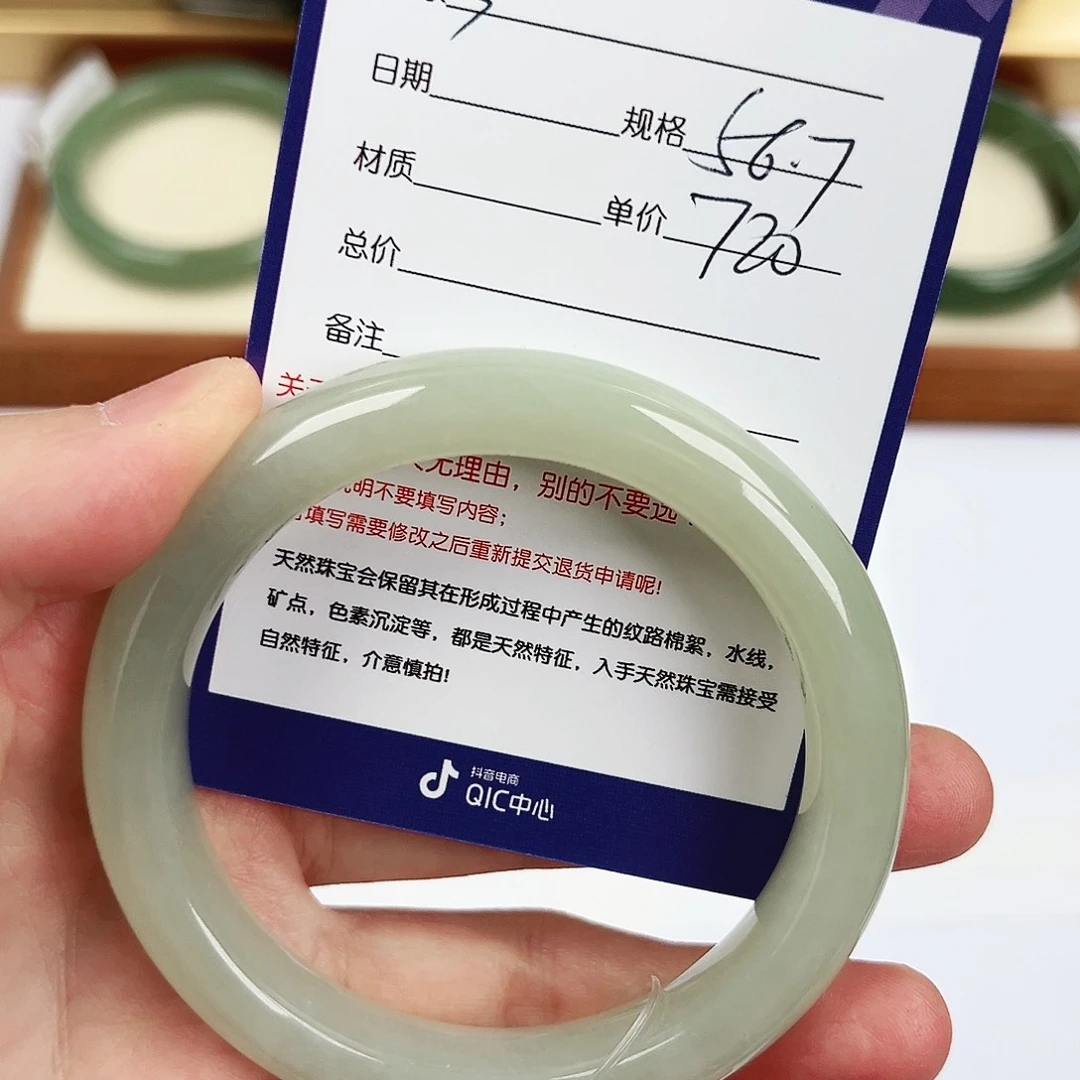 日期
规格 56.7
材质
单价 720
总价
备注
无理由，别的不要选
明不要填写内容；
填写需要修改之后重新提交退货申请呢!
天然珠宝会保留其在形成过程中产生的纹路棉絮，水线，
矿点，色素沉淀等，都是天然特征，入手天然珠宝需接受
自然特征，介意慎拍!
抖音电商
QIC中心